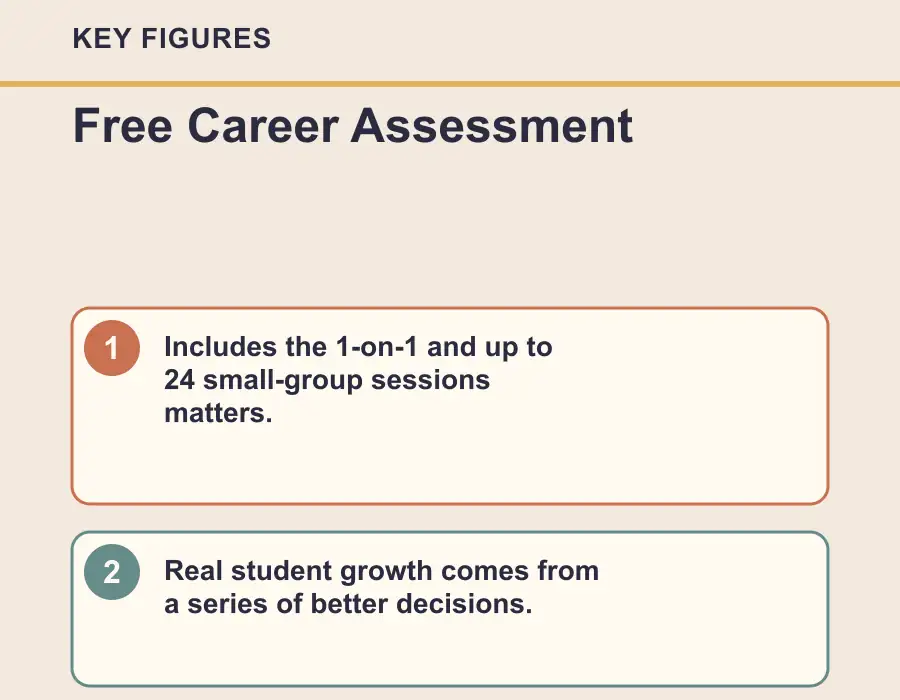 KEY FIGURES
Free Career Assessment
1
Includes the 1-on-1 and up to
24 small-group sessions
matters.
2
Real student growth comes from
a series of better decisions.